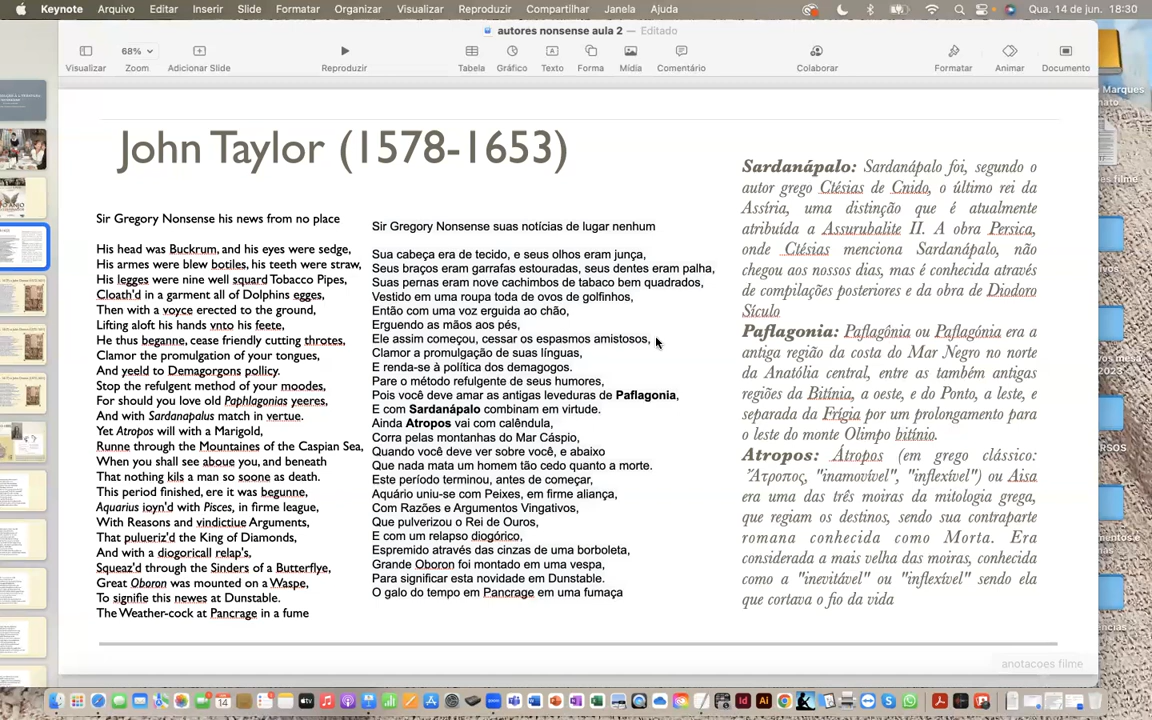 Keynote Arquivo Editar Inserir Slide Formatar Organizar Visualizar Reproduzir Compartilhar Janela Ajuda Qua. 14 de jun. 18:30
autores nonsense aula 2 — Editado
68%
Visualizar Zoom Adicionar Slide Reproduzir Tabela Gráfico Texto Forma Mídia Comentário Colaborar Formatar Animar Documento
John Taylor (1578-1653)
Sir Gregory Nonsense his news from no place
His head was Buckrum, and his eyes were sedge,
His armes were blew botiles, his teeth were straw,
His legges were nine well squard Tobacco Pipes,
Cloath'd in a garment all of Dolphins egges,
Then with a voyce erected to the ground,
Lifting aloft his hands vnto his feete,
He thus beganne, cease friendly cutting throtes,
Clamor the promulgation of your tongues,
And yeeld to Demagorgons pollicy.
Stop the refulgent method of your moodes,
For should you love old Paphlagonias yeeres,
And with Sardanapalus match in vertue.
Yet Atropos will with a Marigold,
Runne through the Mountaines of the Caspian Sea,
When you shall see aboue you, and beneath
That nothing kils a man so soone as death.
This period finished, ere it was begunne,
Aquarius ioyn'd with Pisces, in firme league,
With Reasons and vindictiue Arguments,
That pulueriz'd the King of Diamonds,
And with a diogoricall relap's,
Squeaz'd through the Sinders of a Butterflye,
Great Oboron was mounted on a Waspe,
To signifie this newes at Dunstable.
The Weather-cock at Pancrage in a fume
Sir Gregory Nonsense suas notícias de lugar nenhum
Sua cabeça era de tecido, e seus olhos eram junça,
Seus braços eram garrafas estouradas, seus dentes eram palha,
Suas pernas eram nove cachimbos de tabaco bem quadrados,
Vestido em uma roupa toda de ovos de golfinhos,
Então com uma voz erguida ao chão,
Erguendo as mãos aos pés,
Ele assim começou, cessar os espasmos amistosos,
Clamor a promulgação de suas línguas,
E renda-se à política dos demagogos.
Pare o método refulgente de seus humores,
Pois você deve amar as antigas leveduras de Paflagonia,
E com Sardanápalo combinam em virtude.
Ainda Atropos vai com calêndula,
Corra pelas montanhas do Mar Cáspio,
Quando você deve ver sobre você, e abaixo
Que nada mata um homem tão cedo quanto a morte.
Este período terminou, antes de começar,
Aquário uniu-se com Peixes, em firme aliança,
Com Razões e Argumentos Vingativos,
Que pulverizou o Rei de Ouros,
E com um relapso diogórico,
Espremido através das cinzas de uma borboleta,
Grande Oboron foi montado em uma vespa,
Para significar esta novidade em Dunstable.
O galo do tempo em Pancrage em uma fumaça
Sardanápalo: Sardanápalo foi, segundo o
autor grego Ctésias de Cnido, o último rei da
Assíria, uma distinção que é atualmente
atribuída a Assurubalite II. A obra Persica,
onde Ctésias menciona Sardanápalo, não
chegou aos nossos dias, mas é conhecida através
de compilações posteriores e da obra de Diodoro
Sículo
Paflagonia: Paflagônia ou Paflagónia era a
antiga região da costa do Mar Negro no norte
da Anatólia central, entre as também antigas
regiões da Bitínia, a oeste, e do Ponto, a leste, e
separada da Frígia por um prolongamento para
o leste do monte Olimpo bitínio.
Atropos: Átropos (em grego clássico:
Ἄτροπος, "inamovível", "inflexível") ou Aisa
era uma das três moiras da mitologia grega,
que regiam os destinos, sendo sua contraparte
romana conhecida como Morta. Era
considerada a mais velha das moiras, conhecida
como a "inevitável" ou "inflexível" sendo ela
que cortava o fio da vida
anotacoes filme